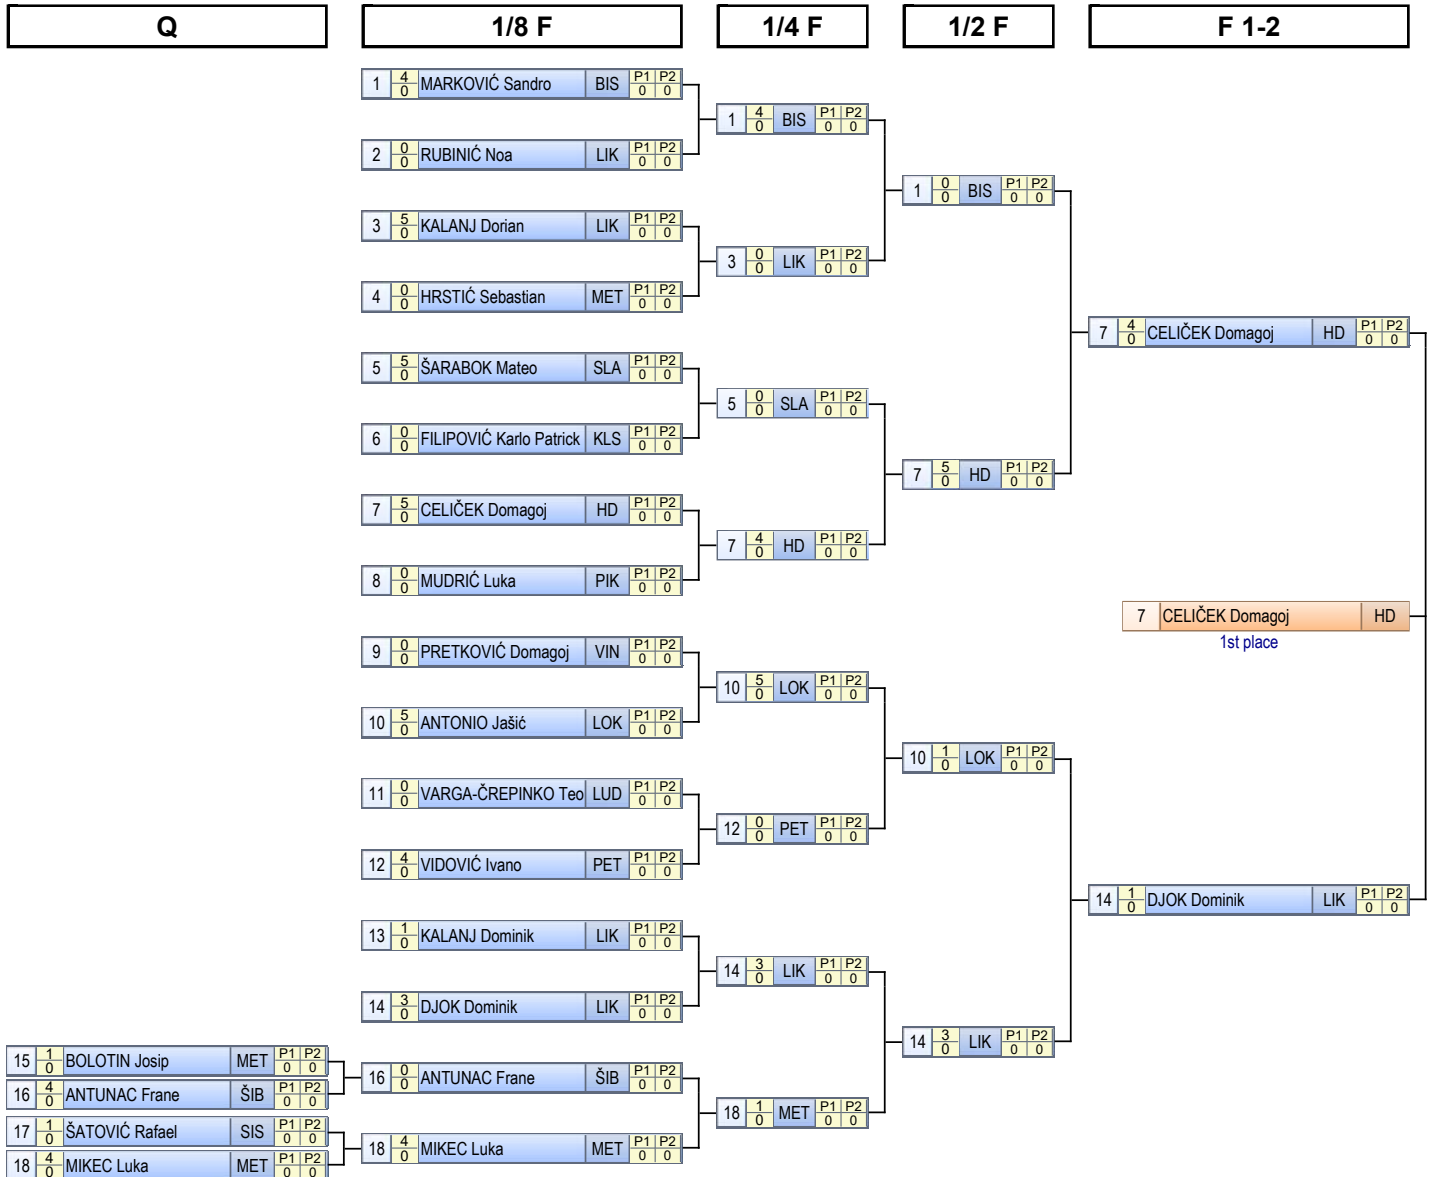 Q 1/8 F 1/4 F 1/2 F F 1-2
1 4 0 MARKOVIĆ Sandro BIS P1 P2 0 0
1 4 0 BIS P1 P2 0 0
2 0 0 RUBINIĆ Noa LIK P1 P2 0 0
1 0 0 BIS P1 P2 0 0
3 5 0 KALANJ Dorian LIK P1 P2 0 0
3 0 0 LIK P1 P2 0 0
4 0 0 HRSTIĆ Sebastian MET P1 P2 0 0
7 4 0 CELIČEK Domagoj HD P1 P2 0 0
5 5 0 ŠARABOK Mateo SLA P1 P2 0 0
5 0 0 SLA P1 P2 0 0
6 0 0 FILIPOVIĆ Karlo Patrick KLS P1 P2 0 0
7 5 0 HD P1 P2 0 0
7 5 0 CELIČEK Domagoj HD P1 P2 0 0
7 4 0 HD P1 P2 0 0
8 0 0 MUDRIĆ Luka PIK P1 P2 0 0
7 CELIČEK Domagoj HD
1st place
9 0 0 PRETKOVIĆ Domagoj VIN P1 P2 0 0
10 5 0 LOK P1 P2 0 0
10 5 0 ANTONIO Jašić LOK P1 P2 0 0
10 1 0 LOK P1 P2 0 0
11 0 0 VARGA-ČREPINKO Teo LUD P1 P2 0 0
12 0 0 PET P1 P2 0 0
12 4 0 VIDOVIĆ Ivano PET P1 P2 0 0
14 1 0 DJOK Dominik LIK P1 P2 0 0
13 1 0 KALANJ Dominik LIK P1 P2 0 0
14 3 0 LIK P1 P2 0 0
14 3 0 DJOK Dominik LIK P1 P2 0 0
14 3 0 LIK P1 P2 0 0
15 1 0 BOLOTIN Josip MET P1 P2 0 0
16 0 0 ANTUNAC Frane ŠIB P1 P2 0 0
16 4 0 ANTUNAC Frane ŠIB P1 P2 0 0
18 1 0 MET P1 P2 0 0
17 1 0 ŠATOVIĆ Rafael SIS P1 P2 0 0
18 4 0 MIKEC Luka MET P1 P2 0 0
18 4 0 MIKEC Luka MET P1 P2 0 0